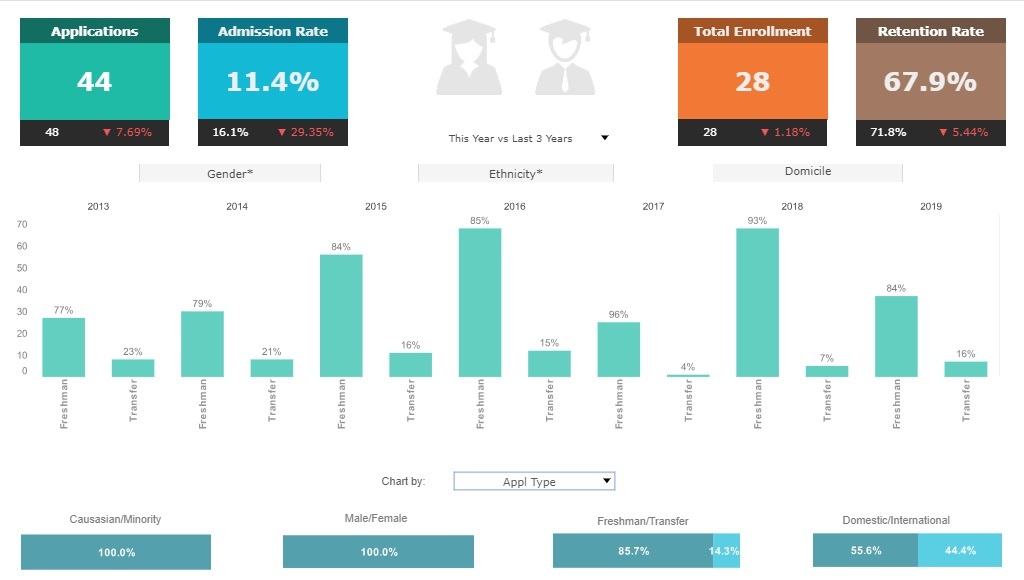 Applications
44
48 ▼ 7.69%
Admission Rate
11.4%
16.1% ▼ 29.35%
This Year vs Last 3 Years ▼
Total Enrollment
28
28 ▼ 1.18%
Retention Rate
67.9%
71.8% ▼ 5.44%
Gender* Ethnicity* Domicile
2013 2014 2015 2016 2017 2018 2019
70
60
50
40
30
20
10
0
77% 23% 79% 21% 84% 16% 85% 15% 96% 4% 93% 7% 84% 16%
Freshman Transfer Freshman Transfer Freshman Transfer Freshman Transfer Freshman Transfer Freshman Transfer Freshman Transfer
Chart by: Appl Type ▼
Causasian/Minority
100.0%
Male/Female
100.0%
Freshman/Transfer
85.7% 14.3%
Domestic/International
55.6% 44.4%